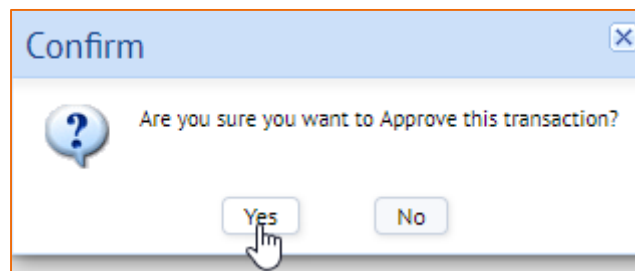 Confirm
Are you sure you want to Approve this transaction?
Yes No